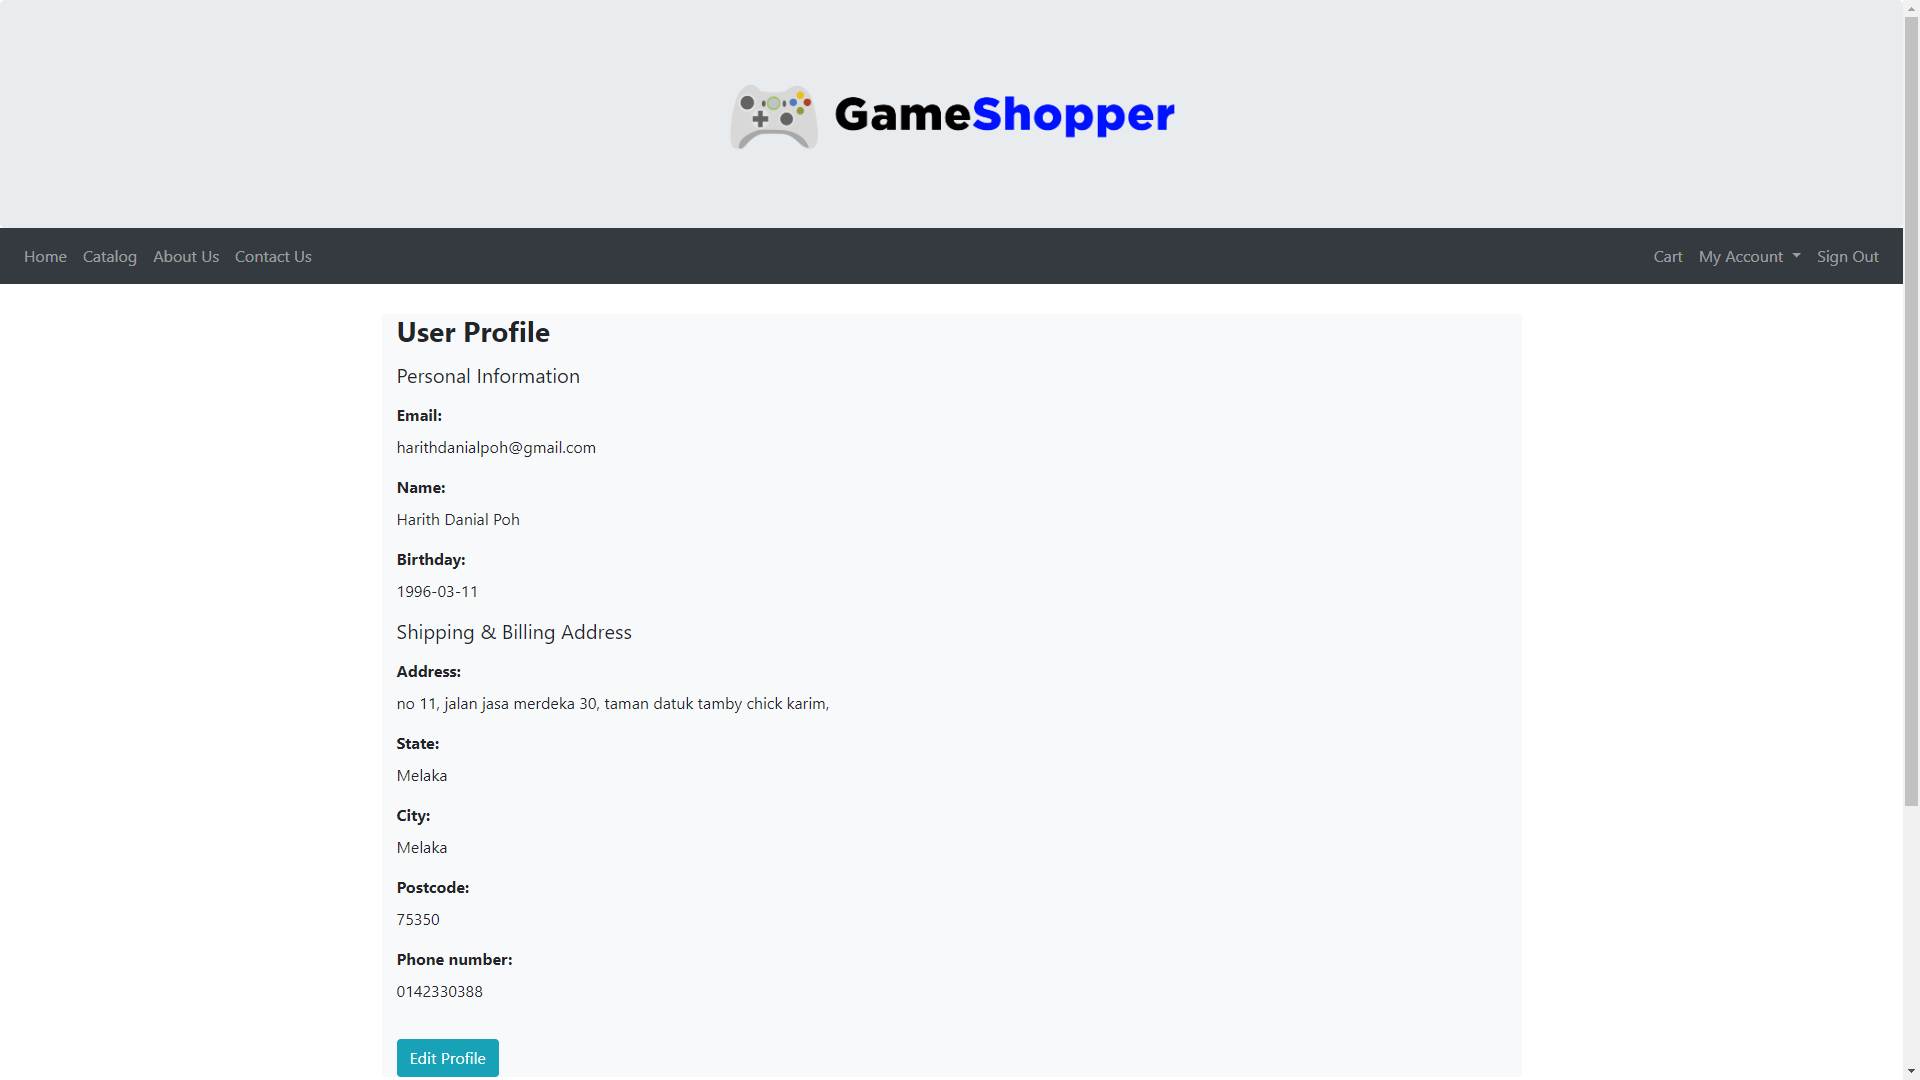 GameShopper
Home Catalog About Us Contact Us Cart My Account Sign Out
User Profile
Personal Information
Email:
harithdanialpoh@gmail.com
Name:
Harith Danial Poh
Birthday:
1996-03-11
Shipping & Billing Address
Address:
no 11, jalan jasa merdeka 30, taman datuk tamby chick karim,
State:
Melaka
City:
Melaka
Postcode:
75350
Phone number:
0142330388
Edit Profile